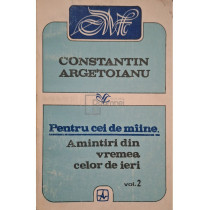 CONSTANTIN
ARGETOIANU
Pentru cei de mîine
Amintiri din
vremea
celor de ieri
vol. 2